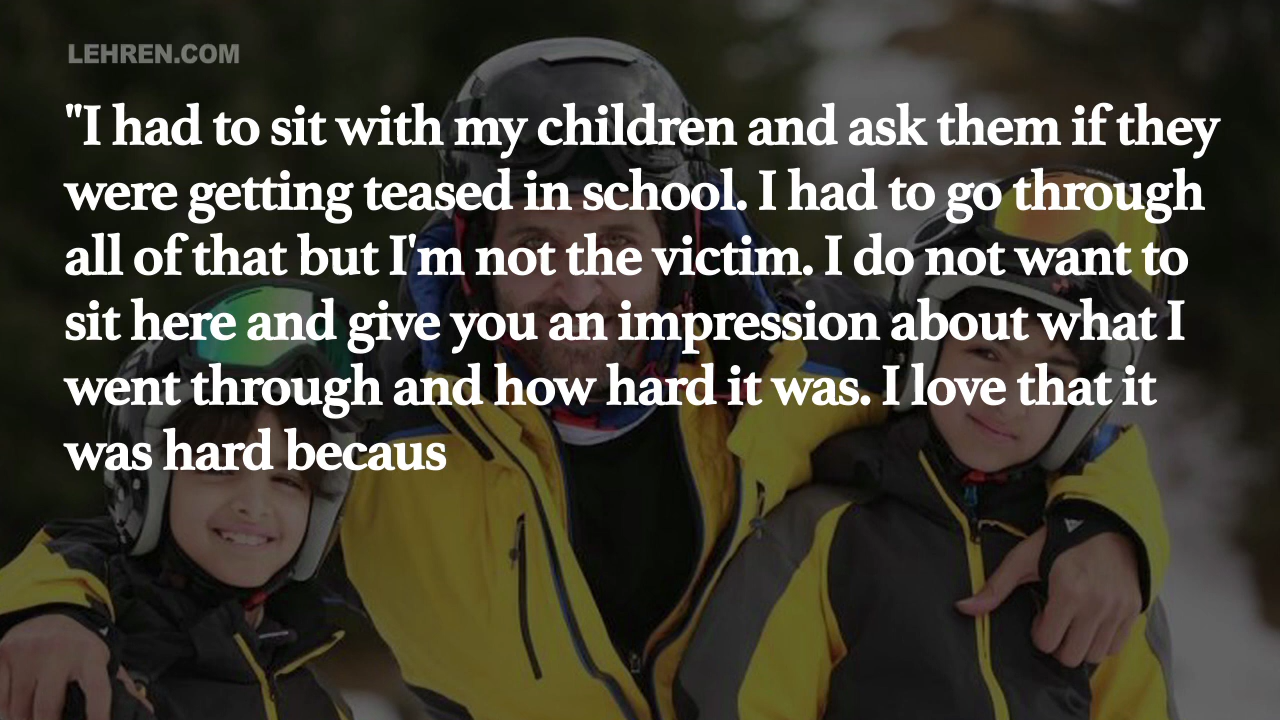 LEHREN.COM
"I had to sit with my children and ask them if they
were getting teased in school. I had to go through
all of that but I'm not the victim. I do not want to
sit here and give you an impression about what I
went through and how hard it was. I love that it
was hard becaus